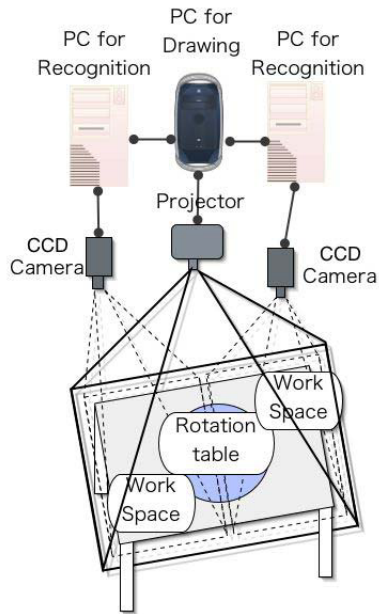 PC for
Recognition
PC for
Drawing
PC for
Recognition
Projector
CCD
Camera
CCD
Camera
Work
Space
Rotation
table
Work
Space